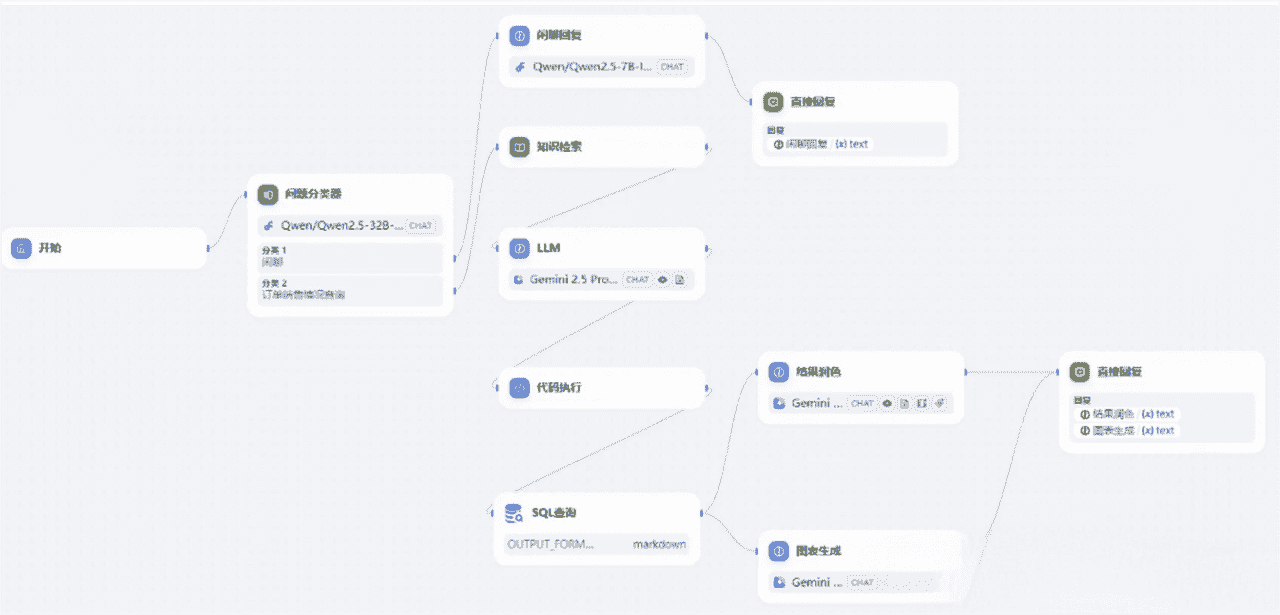 开始
问题分类器
Qwen/Qwen2.5-32B-... CHAT
分类 1
闲聊
分类 2
订单销售情况查询
闲聊回复
Qwen/Qwen2.5-7B-I... CHAT
直接回复
回复
闲聊回复 (x) text
知识检索
LLM
Gemini 2.5 Pro... CHAT
代码执行
SQL查询
OUTPUT_FORM... markdown
结果润色
Gemini ... CHAT
图表生成
Gemini ... CHAT
直接回复
回复
结果润色 (x) text
图表生成 (x) text